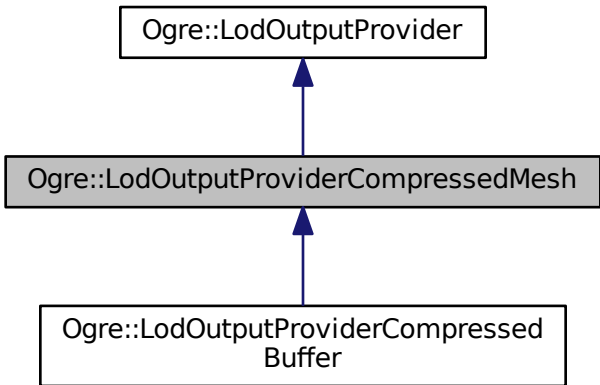 Ogre::LodOutputProvider
Ogre::LodOutputProviderCompressedMesh
Ogre::LodOutputProviderCompressed
Buffer